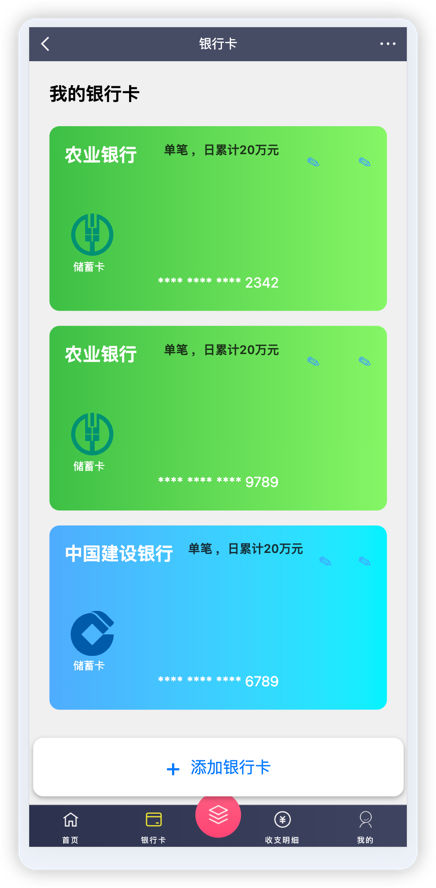 银行卡
我的银行卡
农业银行 单笔 ，日累计20万元
储蓄卡
**** **** **** 2342
农业银行 单笔 ，日累计20万元
储蓄卡
**** **** **** 9789
中国建设银行 单笔 ，日累计20万元
储蓄卡
**** **** **** 6789
+ 添加银行卡
首页 银行卡 收支明细 我的